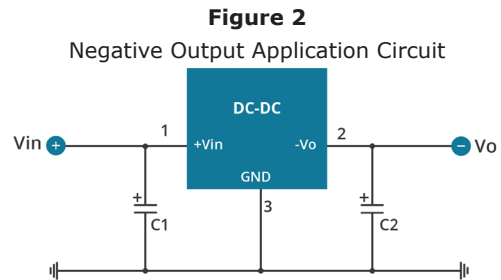 Figure 2
Negative Output Application Circuit
DC-DC
Vin + 1 +Vin -Vo 2 - Vo
GND
3
+ C1
+ C2